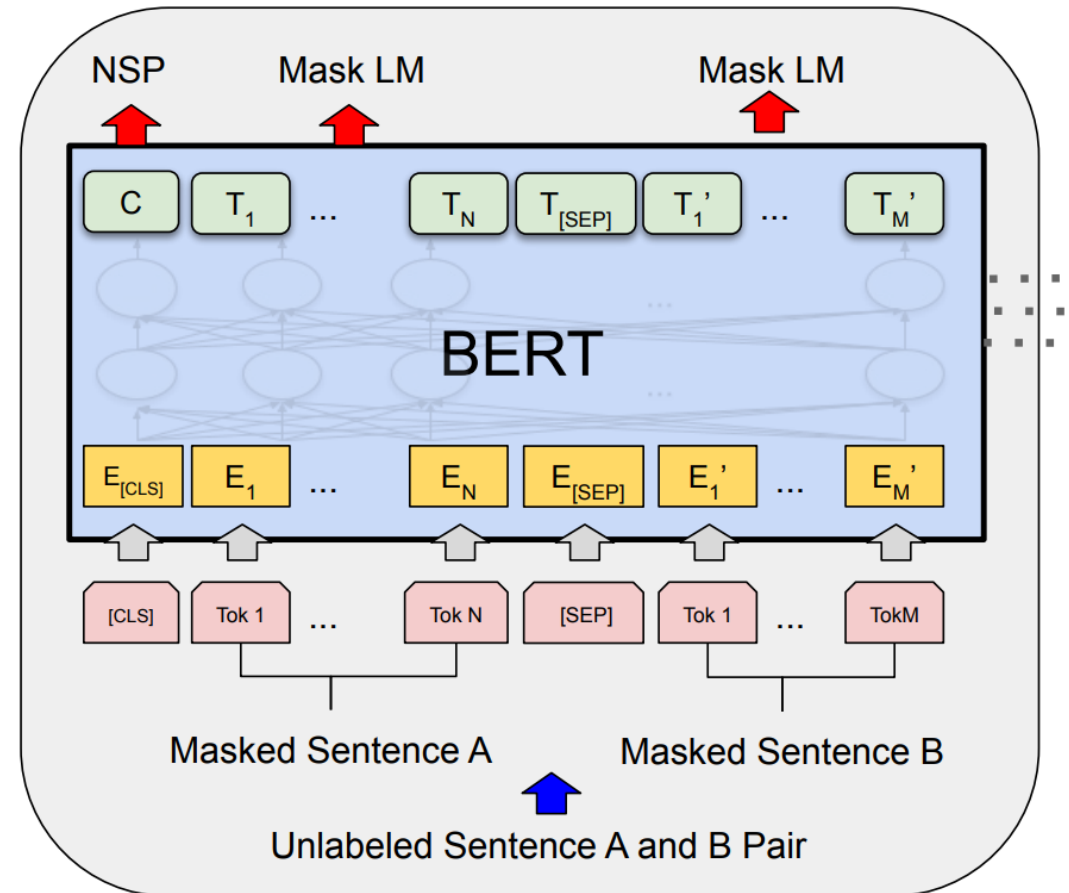 NSP Mask LM Mask LM
C T1 ... TN T[SEP] T1’ ... TM’
...
BERT
...
E[CLS] E1 ... EN E[SEP] E1’ ... EM’
[CLS] Tok 1 ... Tok N [SEP] Tok 1 ... TokM
Masked Sentence A Masked Sentence B
Unlabeled Sentence A and B Pair